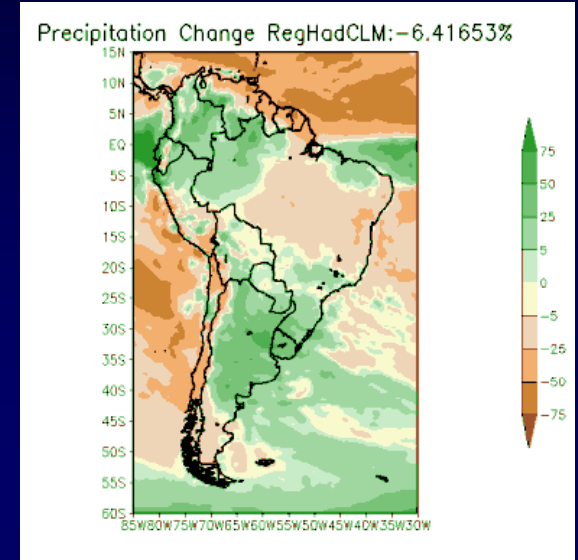 Precipitation Change RegHadCLM:-6.41653%
15N
10N
5N
EQ
5S
10S
15S
20S
25S
30S
35S
40S
45S
50S
55S
60S
85W80W75W70W65W60W55W50W45W40W35W30W
75
50
25
5
0
-5
-25
-50
-75